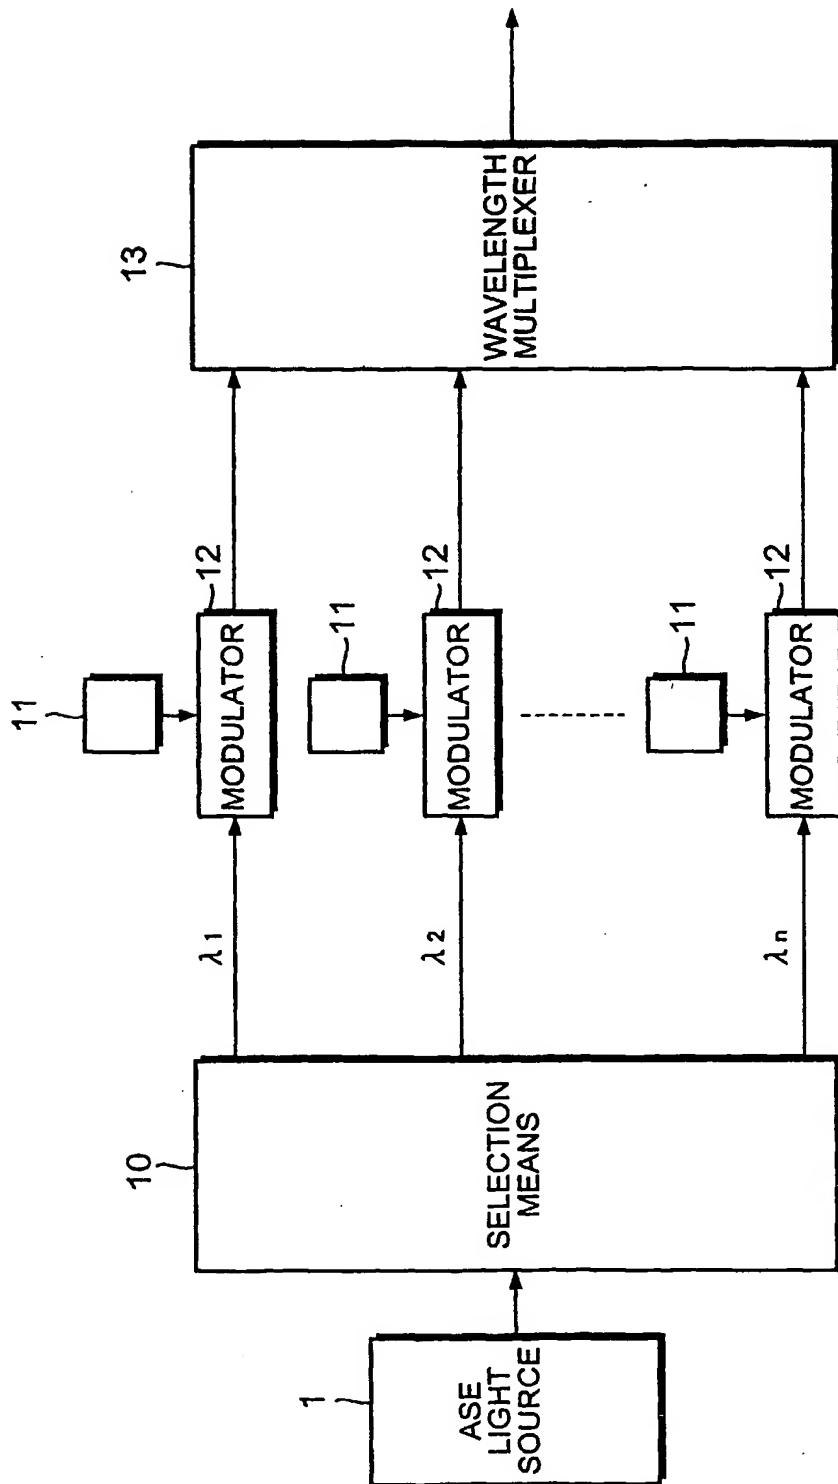 1
ASE
LIGHT
SOURCE
10
SELECTION
MEANS
λ1
λ2
λn
11
MODULATOR
12
11
MODULATOR
12
11
MODULATOR
12
13
WAVELENGTH
MULTIPLEXER